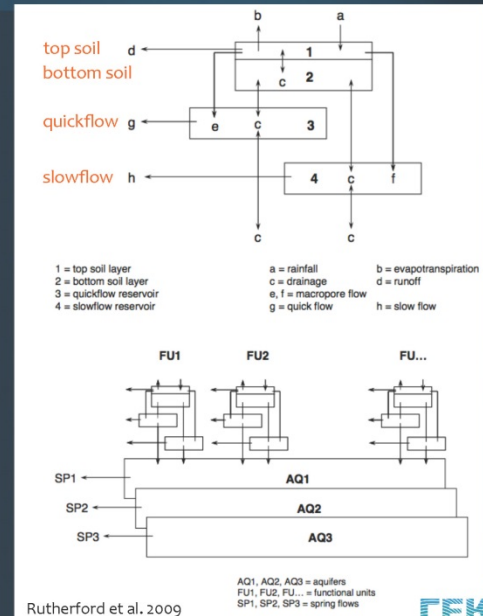 b a
top soil d 1
bottom soil c 2
quickflow g e c 3
slowflow h 4 c f
c c
1 = top soil layer a = rainfall b = evapotranspiration
2 = bottom soil layer c = drainage d = runoff
3 = quickflow reservoir e, f = macropore flow
4 = slowflow reservoir g = quick flow h = slow flow
FU1 FU2 FU...
SP1 AQ1
SP2 AQ2
SP3 AQ3
AQ1, AQ2, AQ3 = aquifers
FU1, FU2, FU... = functional units
SP1, SP2, SP3 = spring flows
Rutherford et al. 2009